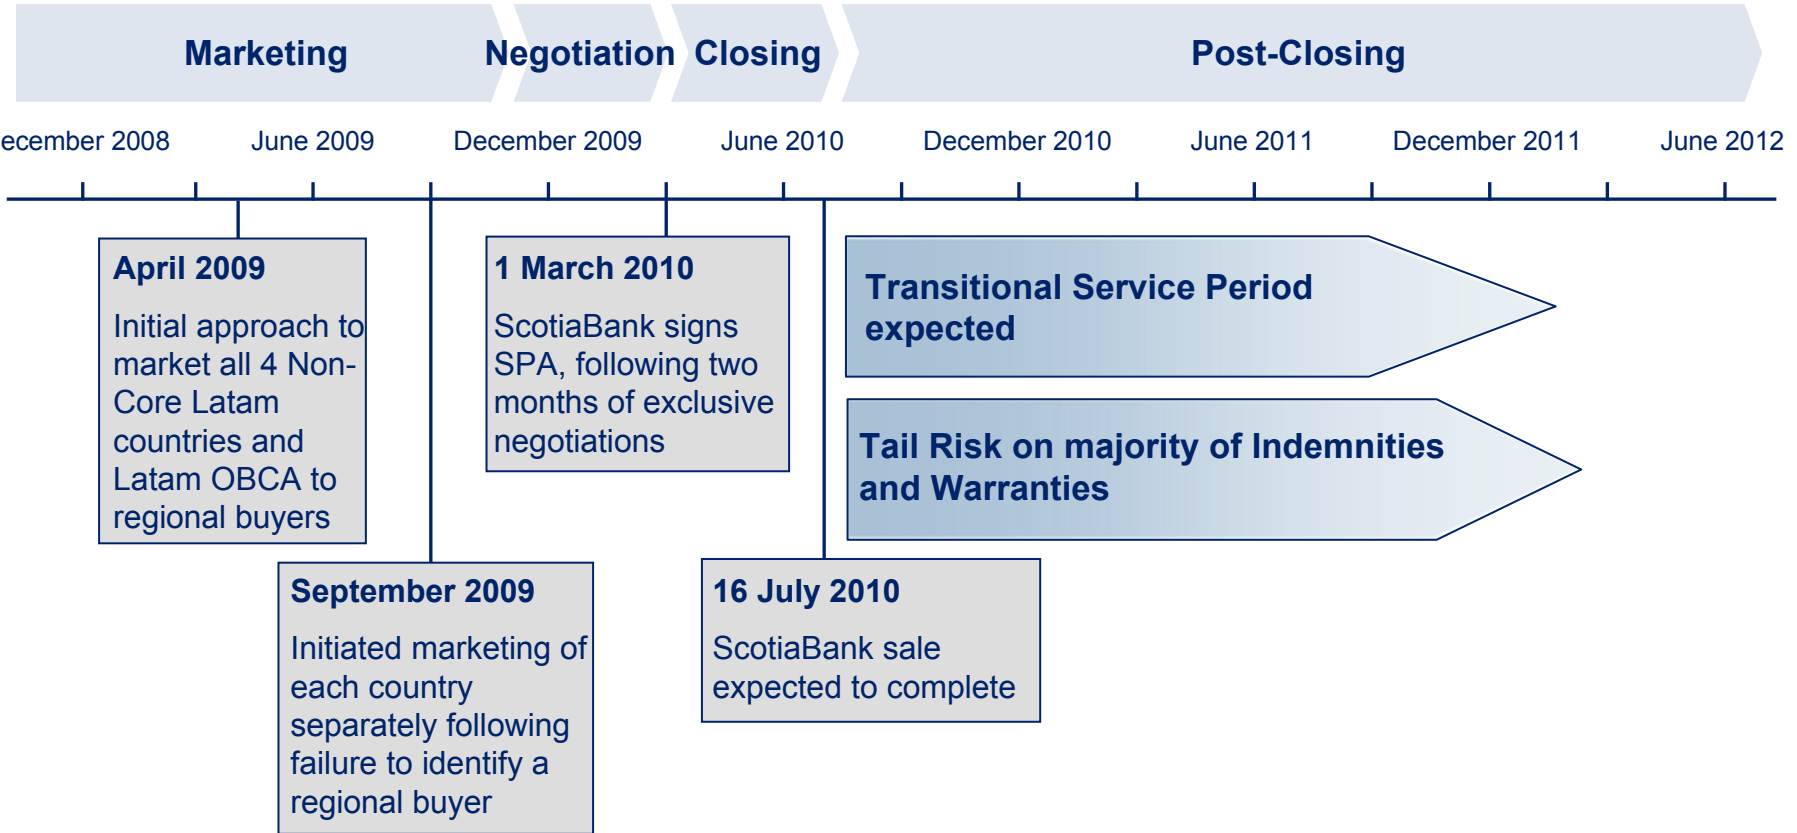 Marketing
Negotiation
Closing
Post-Closing
ecember 2008
June 2009
December 2009
June 2010
December 2010
June 2011
December 2011
June 2012
April 2009
Initial approach to
market all 4 Non-
Core Latam
countries and
Latam OBCA to
regional buyers
1 March 2010
ScotiaBank signs
SPA, following two
months of exclusive
negotiations
Transitional Service Period
expected
Tail Risk on majority of Indemnities
and Warranties
September 2009
Initiated marketing of
each country
separately following
failure to identify a
regional buyer
16 July 2010
ScotiaBank sale
expected to complete